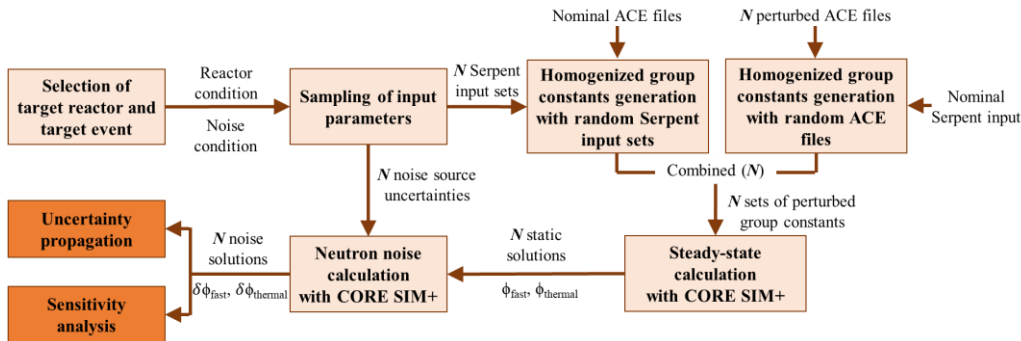 Nominal ACE files
N perturbed ACE files
Selection of
target reactor and
target event
Reactor
condition
Noise
condition
Sampling of input
parameters
N Serpent
input sets
Homogenized group
constants generation
with random Serpent
input sets
Homogenized group
constants generation
with random ACE
files
Nominal
Serpent input
Combined (N)
N noise source
uncertainties
N sets of perturbed
group constants
Uncertainty
propagation
Sensitivity
analysis
N noise
solutions
δϕfast, δϕthermal
Neutron noise
calculation
with CORE SIM+
N static
solutions
ϕfast, ϕthermal
Steady-state
calculation
with CORE SIM+